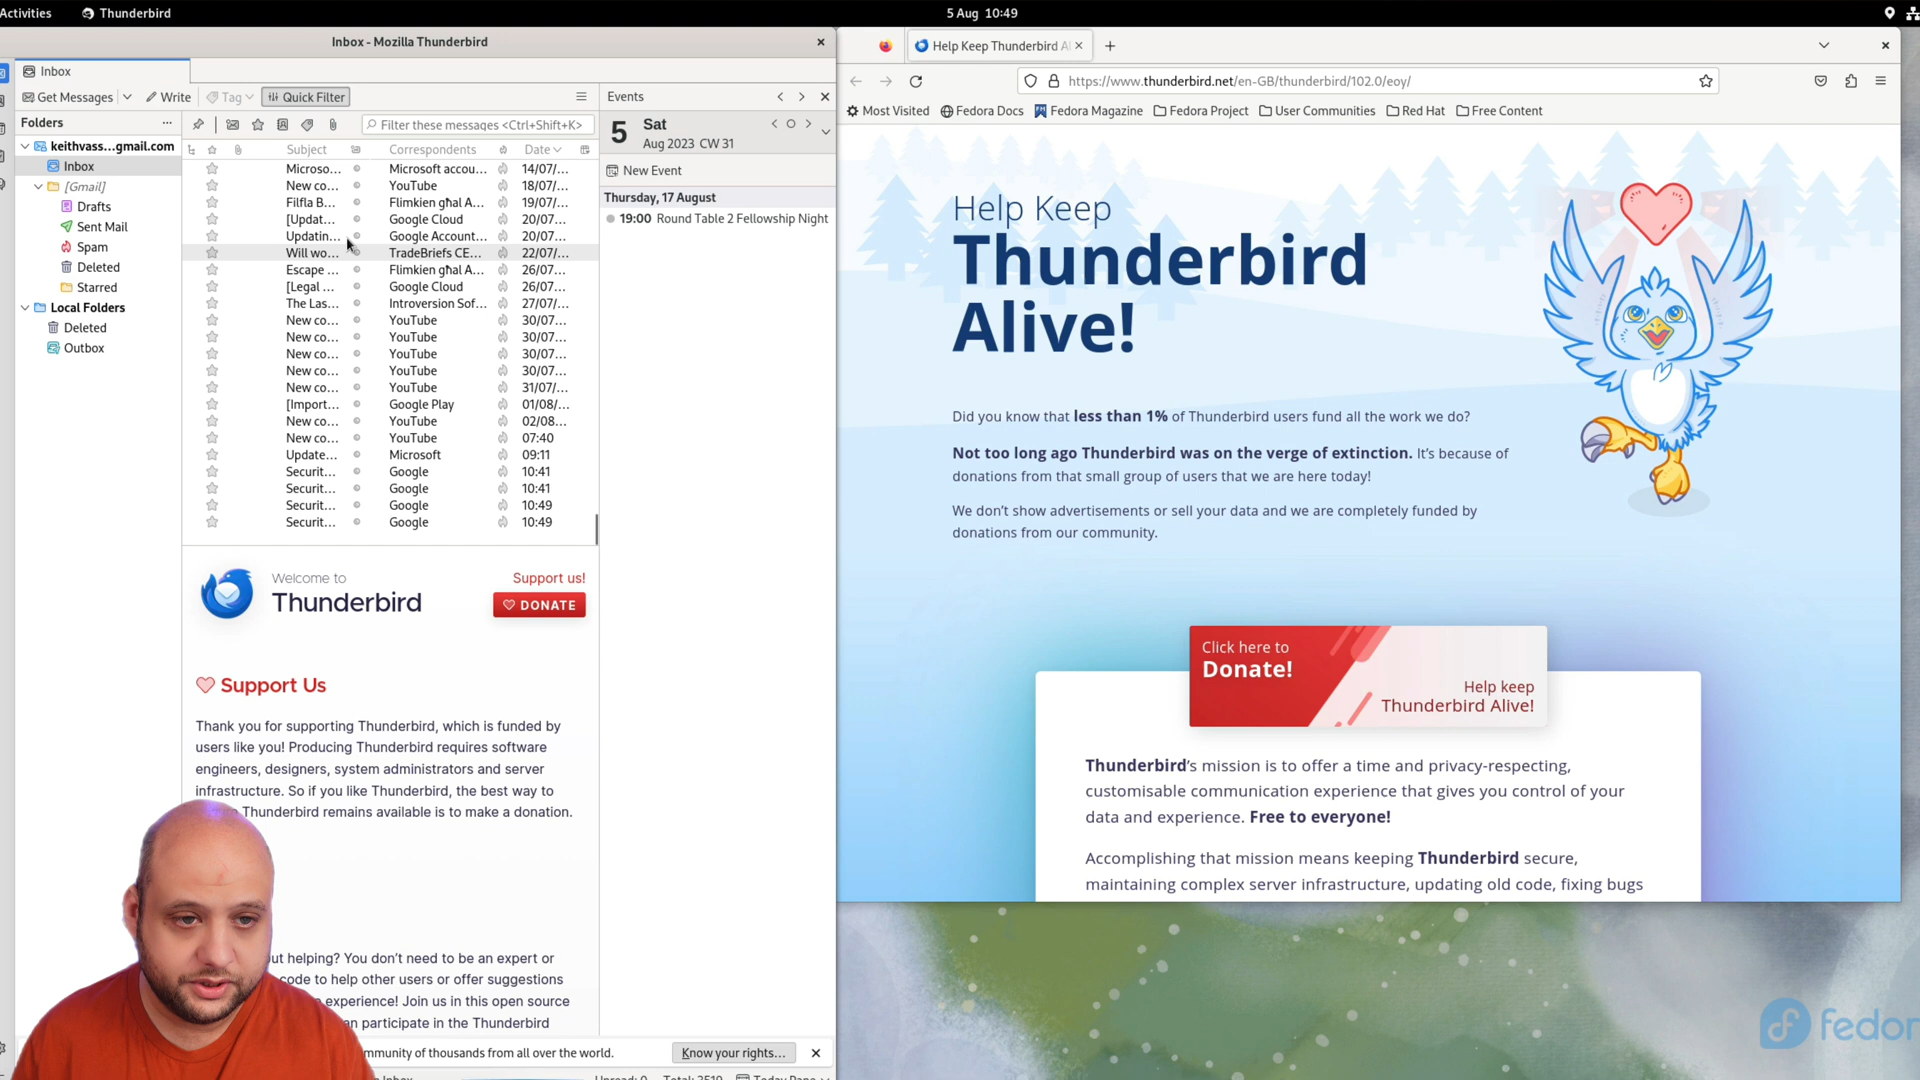 Activities
Thunderbird
5 Aug 10:49
Inbox - Mozilla Thunderbird
Inbox
Get Messages
Write
Tag
Quick Filter
Folders
keithvass...gmail.com
Inbox
[Gmail]
Drafts
Sent Mail
Spam
Deleted
Starred
Local Folders
Deleted
Outbox
Filter these messages <Ctrl+Shift+K>
Subject Correspondents Date
Microso... Microsoft accou... 14/07/...
New co... YouTube 18/07/...
Filfla B... Flimkien għal A... 19/07/...
[Updat... Google Cloud 20/07...
Updatin... Google Account... 20/07...
Will wo... TradeBriefs CE... 22/07/...
Escape ... Flimkien għal A... 26/07...
[Legal ... Google Cloud 26/07...
The Las... Introversion Sof... 27/07/...
New co... YouTube 30/07...
New co... YouTube 30/07...
New co... YouTube 30/07...
New co... YouTube 30/07...
New co... YouTube 31/07/...
[Import... Google Play 01/08/...
New co... YouTube 02/08...
New co... YouTube 07:40
Update... Microsoft 09:11
Securit... Google 10:41
Securit... Google 10:41
Securit... Google 10:49
Securit... Google 10:49
Welcome to
Thunderbird
Support us!
DONATE
Support Us
Thank you for supporting Thunderbird, which is funded by
users like you! Producing Thunderbird requires software
engineers, designers, system administrators and server
infrastructure. So if you like Thunderbird, the best way to
Thunderbird remains available is to make a donation.
ut helping? You don't need to be an expert or
code to help other users or offer suggestions
experience! Join us in this open source
participate in the Thunderbird
mmunity of thousands from all over the world.
Know your rights...
Events
5 Sat
Aug 2023 CW 31
New Event
Thursday, 17 August
19:00 Round Table 2 Fellowship Night
Help Keep Thunderbird Al
https://www.thunderbird.net/en-GB/thunderbird/102.0/eoy/
Most Visited
Fedora Docs
Fedora Magazine
Fedora Project
User Communities
Red Hat
Free Content
Help Keep
Thunderbird
Alive!
Did you know that less than 1% of Thunderbird users fund all the work we do?
Not too long ago Thunderbird was on the verge of extinction. It's because of
donations from that small group of users that we are here today!
We don't show advertisements or sell your data and we are completely funded by
donations from our community.
Click here to
Donate!
Help keep
Thunderbird Alive!
Thunderbird's mission is to offer a time and privacy-respecting,
customisable communication experience that gives you control of your
data and experience. Free to everyone!
Accomplishing that mission means keeping Thunderbird secure,
maintaining complex server infrastructure, updating old code, fixing bugs
fedor